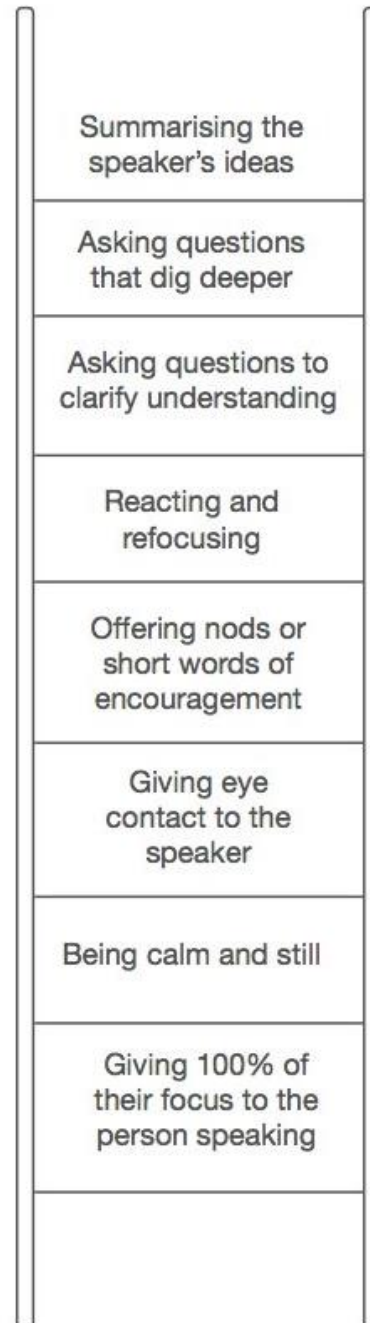 Summarising the
speaker's ideas
Asking questions
that dig deeper
Asking questions to
clarify understanding
Reacting and
refocusing
Offering nods or
short words of
encouragement
Giving eye
contact to the
speaker
Being calm and still
Giving 100% of
their focus to the
person speaking